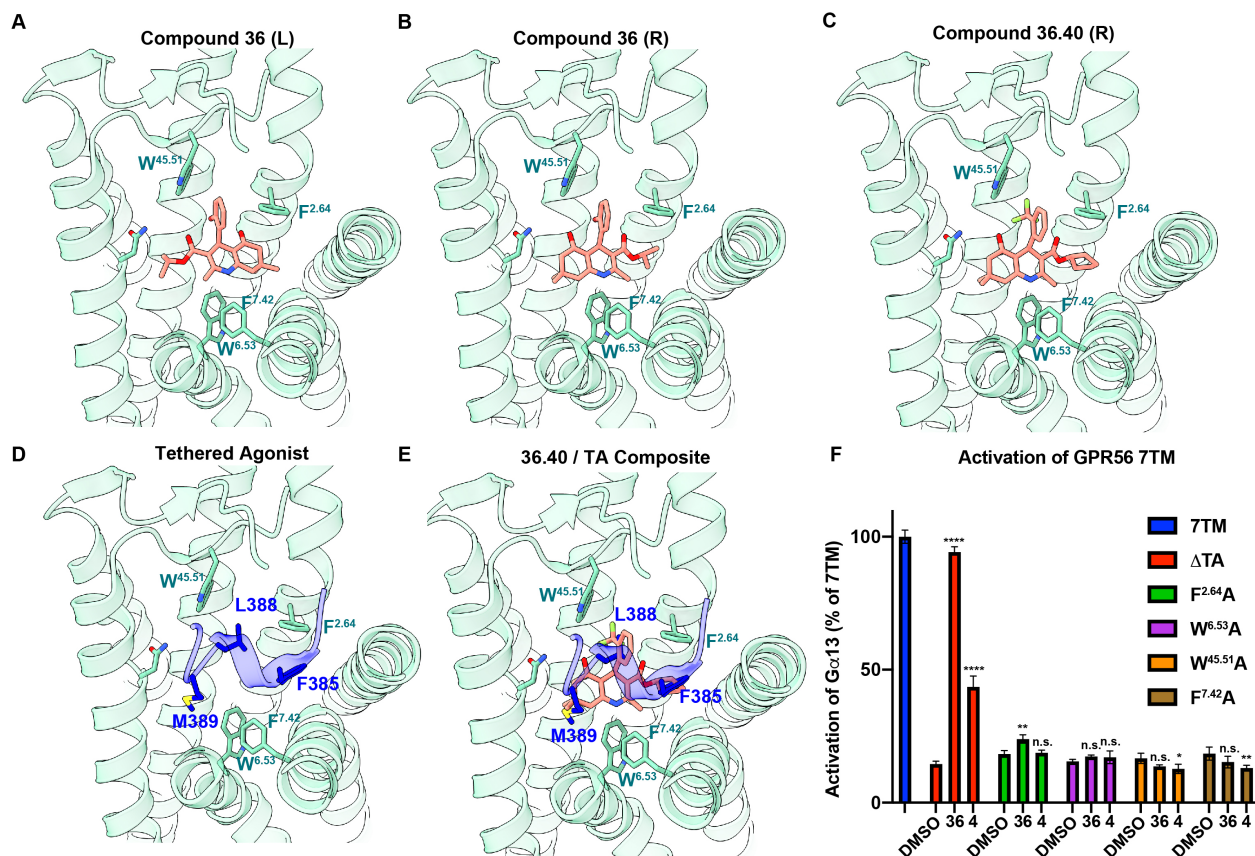 A
Compound 36 (L)
W45.51
F2.64
F7.42
W6.53
B
Compound 36 (R)
W45.51
F2.64
F7.42
W6.53
C
Compound 36.40 (R)
W45.51
F2.64
F7.42
W6.53
D
Tethered Agonist
W45.51
L388
F2.64
F385
M389
F7.42
W6.53
E
36.40 / TA Composite
W45.51
L388
F2.64
F385
M389
F7.42
W6.53
F
Activation of GPR56 7TM
Activation of Gα13 (% of 7TM)
100
50
0
**** **** ** n.s. n.s. n.s. n.s. * n.s. **
DMSO 36 4 DMSO 36 4 DMSO 36 4 DMSO 36 4 DMSO 36 4
7TM
ΔTA
F2.64A
W6.53A
W45.51A
F7.42A